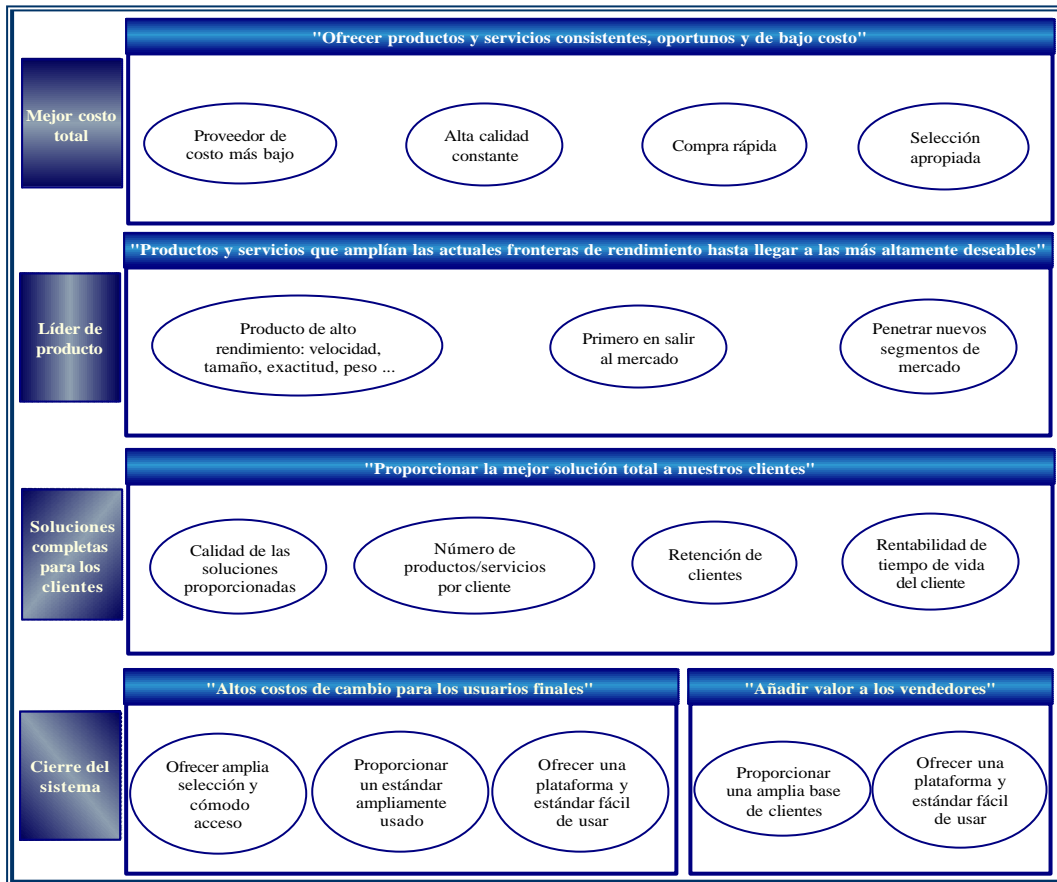 "Ofrecer productos y servicios consistentes, oportunos y de bajo costo"
Mejor costo
total
Proveedor de
costo más bajo
Alta calidad
constante
Compra rápida
Selección
apropiada
"Productos y servicios que amplían las actuales fronteras de rendimiento hasta llegar a las más altamente deseables"
Líder de
producto
Producto de alto
rendimiento: velocidad,
tamaño, exactitud, peso ...
Primero en salir
al mercado
Penetrar nuevos
segmentos de
mercado
"Proporcionar la mejor solución total a nuestros clientes"
Soluciones
completas
para los
clientes
Calidad de las
soluciones
proporcionadas
Número de
productos/servicios
por cliente
Retención de
clientes
Rentabilidad de
tiempo de vida
del cliente
"Altos costos de cambio para los usuarios finales"
"Añadir valor a los vendedores"
Cierre del
sistema
Ofrecer amplia
selección y
cómodo
acceso
Proporcionar
un estándar
ampliamente
usado
Ofrecer una
plataforma y
estándar fácil
de usar
Proporcionar
una amplia base
de clientes
Ofrecer una
plataforma y
estándar fácil
de usar